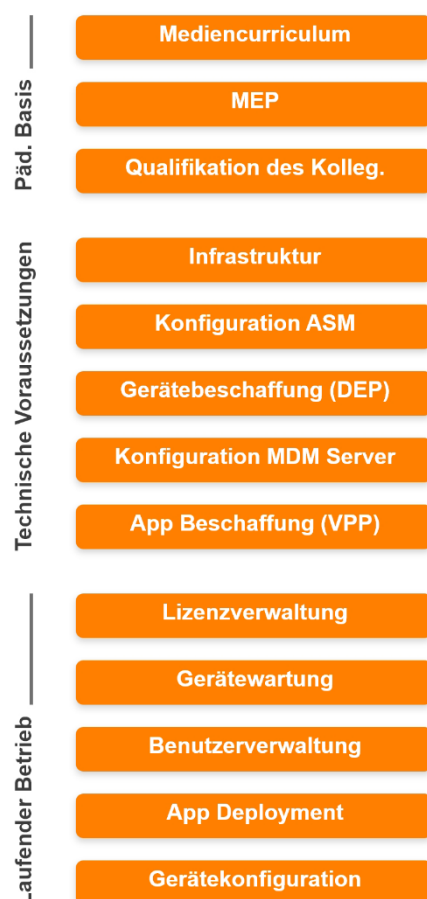 Päd. Basis
Mediencurriculum
MEP
Qualifikation des Kolleg.
Technische Voraussetzungen
Infrastruktur
Konfiguration ASM
Gerätebeschaffung (DEP)
Konfiguration MDM Server
App Beschaffung (VPP)
Laufender Betrieb
Lizenzverwaltung
Gerätewartung
Benutzerverwaltung
App Deployment
Gerätekonfiguration